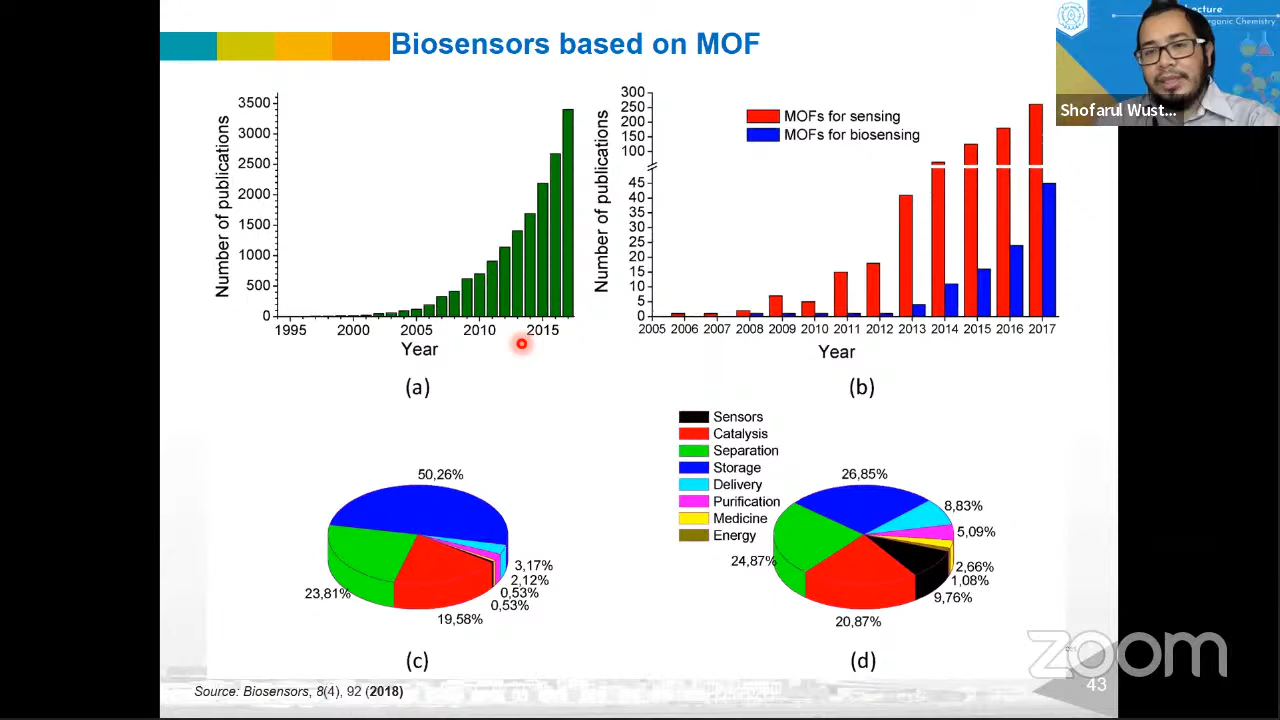 Biosensors based on MOF
Lecture
organic Chemistry
Shofarul Wust...
Number of publications
3500
3000
2500
2000
1500
1000
500
0
1995 2000 2005 2010 2015
Year
(a)
Number of publications
300
250
200
150
100
45
40
35
30
25
20
15
10
5
0
MOFs for sensing
MOFs for biosensing
2005 2006 2007 2008 2009 2010 2011 2012 2013 2014 2015 2016 2017
Year
(b)
50,26%
3,17%
2,12%
0,53%
0,53%
19,58%
23,81%
(c)
Sensors
Catalysis
Separation
Storage
Delivery
Purification
Medicine
Energy
26,85%
8,83%
5,09%
2,66%
1,08%
9,76%
20,87%
24,87%
(d)
zoom
43
Source: Biosensors, 8(4), 92 (2018)